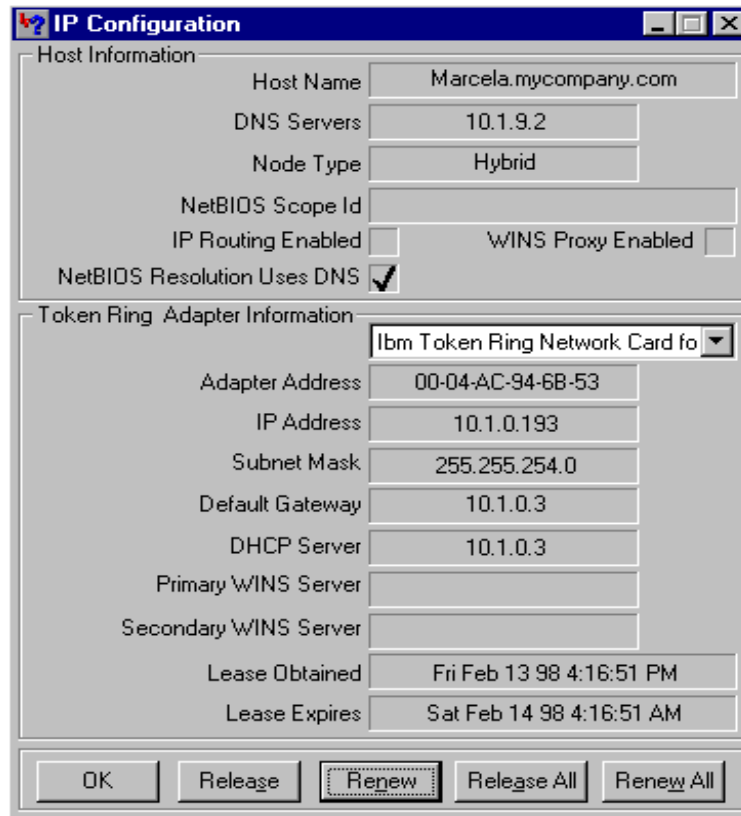 IP Configuration
Host Information
Host Name Marcela.mycompany.com
DNS Servers 10.1.9.2
Node Type Hybrid
NetBIOS Scope Id
IP Routing Enabled WINS Proxy Enabled
NetBIOS Resolution Uses DNS
Token Ring Adapter Information
Ibm Token Ring Network Card fo
Adapter Address 00-04-AC-94-6B-53
IP Address 10.1.0.193
Subnet Mask 255.255.254.0
Default Gateway 10.1.0.3
DHCP Server 10.1.0.3
Primary WINS Server
Secondary WINS Server
Lease Obtained Fri Feb 13 98 4:16:51 PM
Lease Expires Sat Feb 14 98 4:16:51 AM
OK Release Renew Release All Renew All